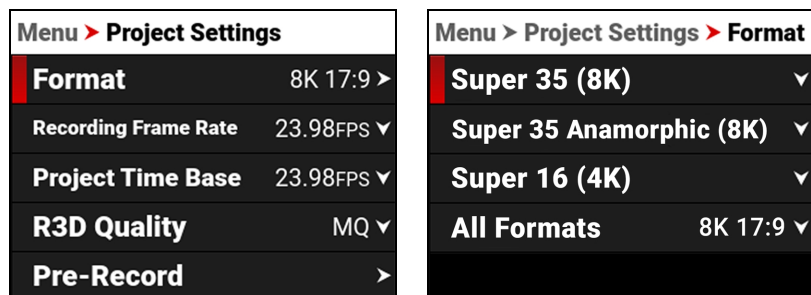 Menu > Project Settings
Format 8K 17:9 >
Recording Frame Rate 23.98FPS
Project Time Base 23.98FPS
R3D Quality MQ
Pre-Record >
Menu > Project Settings > Format
Super 35 (8K)
Super 35 Anamorphic (8K)
Super 16 (4K)
All Formats 8K 17:9